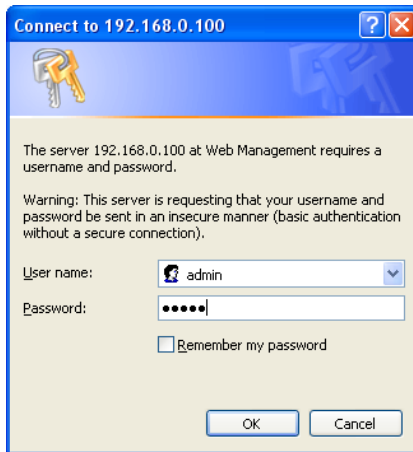 Connect to 192.168.0.100
The server 192.168.0.100 at Web Management requires a
username and password.
Warning: This server is requesting that your username and
password be sent in an insecure manner (basic authentication
without a secure connection).
User name: admin
Password: •••••
Remember my password
OK Cancel